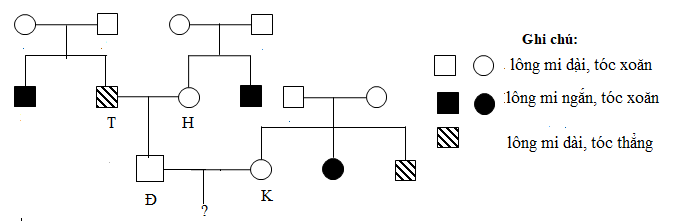 Ghi chú:
lông mi dài, tóc xoăn
lông mi ngắn, tóc xoăn
lông mi dài, tóc thẳng
T
H
Đ
K
?